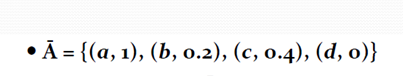 • Ā = {(a, 1), (b, 0.2), (c, 0.4), (d, 0)}